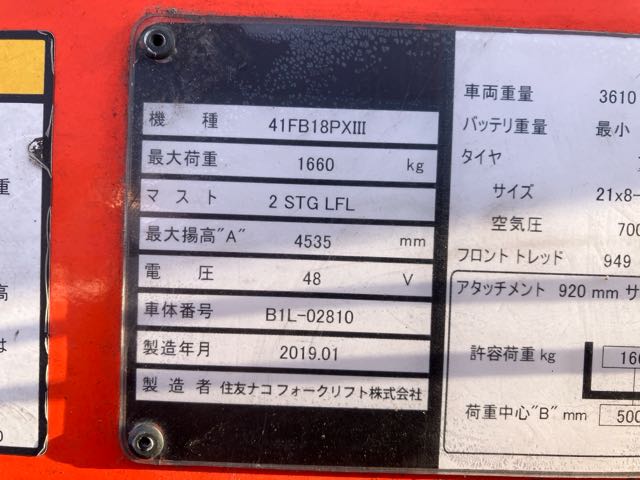 重
高
は
機 種 41FB18PXIII
最大荷重 1660 kg
マスト 2 STG LFL
最大揚高"A" 4535 mm
電 圧 48 V
車体番号 B1L-02810
製造年月 2019.01
製造者 住友ナコフォークリフト株式会社
車両重量 3610
バッテリ重量 最小
タイヤ
サイズ 21x8-
空気圧 700
フロントトレッド 949
アタッチメント 920 mm サ
許容荷重 kg 166
荷重中心"B" mm 500